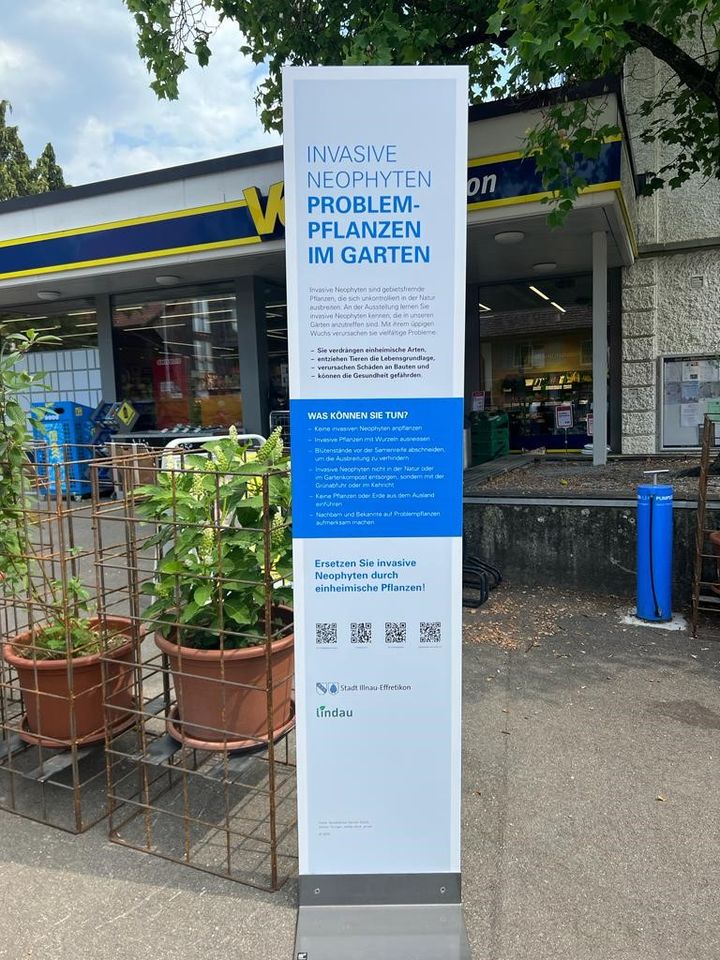 INVASIVE
NEOPHYTEN
PROBLEM-
PFLANZEN
IM GARTEN
Invasive Neophyten sind gebietsfremde
Pflanzen, die sich unkontrolliert in der Natur
ausbreiten. An der Ausstellung lernen Sie
invasive Neophyten kennen, die in unseren
Gärten anzutreffen sind. Mit ihrem üppigen
Wuchs verursachen sie vielfältige Probleme:
– Sie verdrängen einheimische Arten,
– entziehen Tieren die Lebensgrundlage,
– verursachen Schäden an Bauten und
– können die Gesundheit gefährden.
WAS KÖNNEN SIE TUN?
– Keine invasiven Neophyten anpflanzen
– Invasive Pflanzen mit Wurzeln ausreissen
– Blütenstände vor der Samenreife abschneiden,
um die Ausbreitung zu verhindern
– Invasive Neophyten nicht in der Natur oder
im Gartenkompost entsorgen, sondern mit der
Grünabfuhr oder im Kehricht
– Keine Pflanzen oder Erde aus dem Ausland
einführen
– Nachbarn und Bekannte auf Problempflanzen
aufmerksam machen
Ersetzen Sie invasive
Neophyten durch
einheimische Pflanzen!
Stadt Illnau-Effretikon
lindau
on